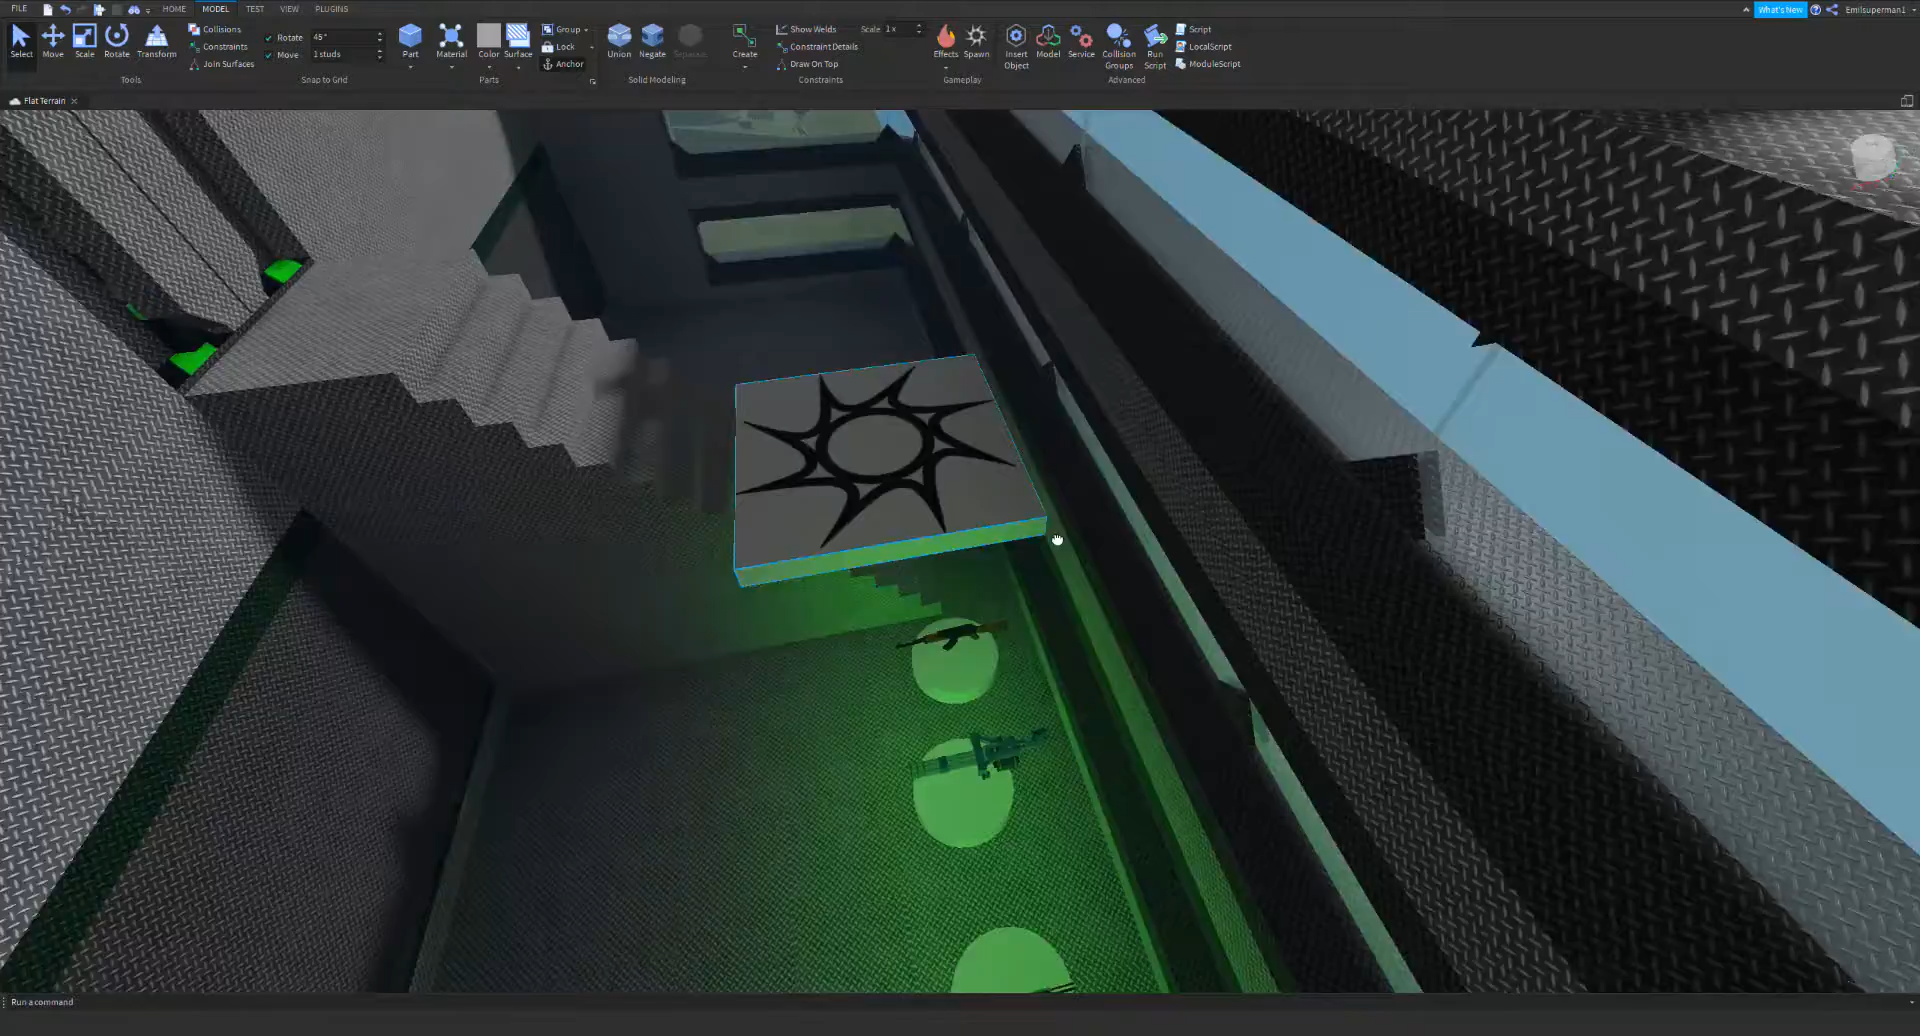 FILE HOME MODEL TEST VIEW PLUGINS What's New Emilsuperman1
Select Move Scale Rotate Transform
Collisions
Constraints
Join Surfaces
Tools
Rotate 45°
Move 1 studs
Snap to Grid
Part Material Color Surface
Group
Lock
Anchor
Parts
Union Negate Separate
Solid Modeling
Create
Show Welds Scale 1x
Constraint Details
Draw On Top
Constraints
Effects Spawn
Gameplay
Insert Object Model Service Collision Groups Run Script
Script
LocalScript
ModuleScript
Advanced
Flat Terrain
Run a command